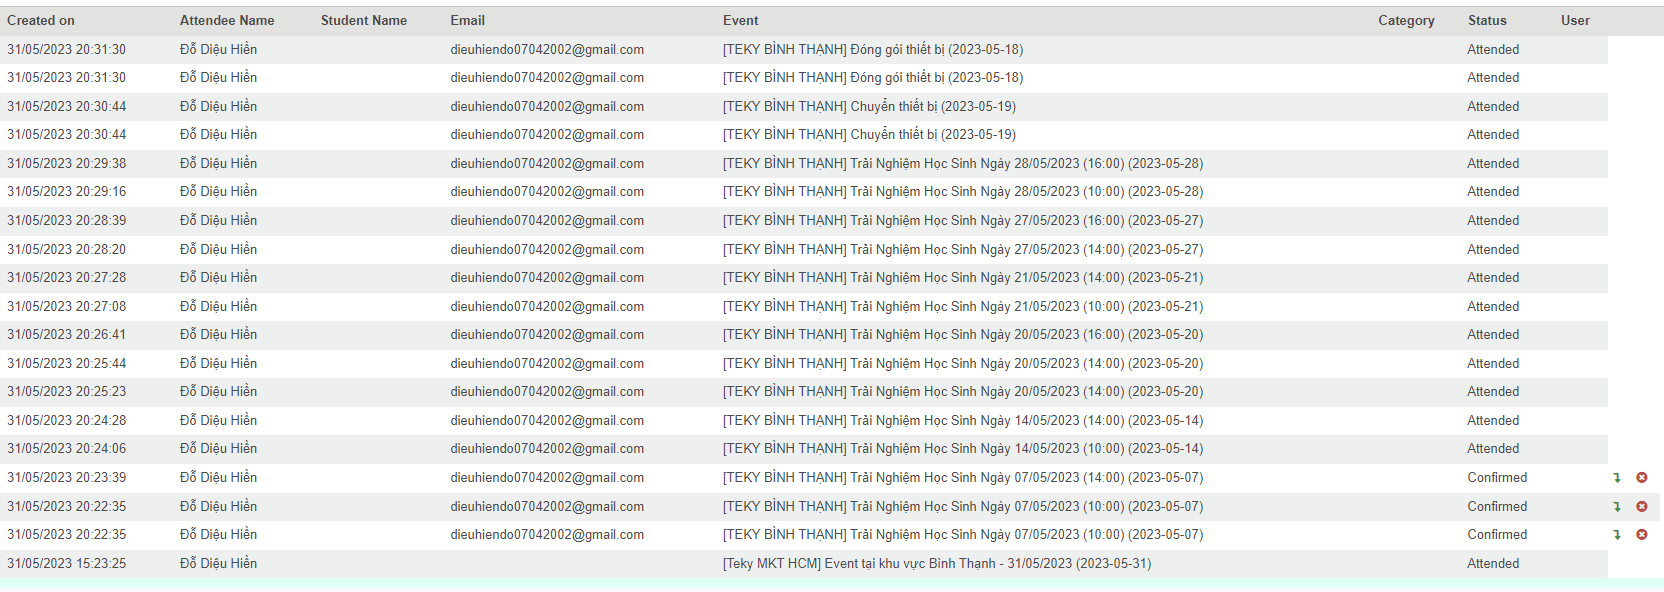 Created on Attendee Name Student Name Email Event Category Status User
31/05/2023 20:31:30 Đỗ Diệu Hiền dieuhiendo07042002@gmail.com [TEKY BÌNH THẠNH] Đóng gói thiết bị (2023-05-18) Attended
31/05/2023 20:31:30 Đỗ Diệu Hiền dieuhiendo07042002@gmail.com [TEKY BÌNH THẠNH] Đóng gói thiết bị (2023-05-18) Attended
31/05/2023 20:30:44 Đỗ Diệu Hiền dieuhiendo07042002@gmail.com [TEKY BÌNH THẠNH] Chuyển thiết bị (2023-05-19) Attended
31/05/2023 20:30:44 Đỗ Diệu Hiền dieuhiendo07042002@gmail.com [TEKY BÌNH THẠNH] Chuyển thiết bị (2023-05-19) Attended
31/05/2023 20:29:38 Đỗ Diệu Hiền dieuhiendo07042002@gmail.com [TEKY BÌNH THẠNH] Trải Nghiệm Học Sinh Ngày 28/05/2023 (16:00) (2023-05-28) Attended
31/05/2023 20:29:16 Đỗ Diệu Hiền dieuhiendo07042002@gmail.com [TEKY BÌNH THẠNH] Trải Nghiệm Học Sinh Ngày 28/05/2023 (10:00) (2023-05-28) Attended
31/05/2023 20:28:39 Đỗ Diệu Hiền dieuhiendo07042002@gmail.com [TEKY BÌNH THẠNH] Trải Nghiệm Học Sinh Ngày 27/05/2023 (16:00) (2023-05-27) Attended
31/05/2023 20:28:20 Đỗ Diệu Hiền dieuhiendo07042002@gmail.com [TEKY BÌNH THẠNH] Trải Nghiệm Học Sinh Ngày 27/05/2023 (14:00) (2023-05-27) Attended
31/05/2023 20:27:28 Đỗ Diệu Hiền dieuhiendo07042002@gmail.com [TEKY BÌNH THẠNH] Trải Nghiệm Học Sinh Ngày 21/05/2023 (14:00) (2023-05-21) Attended
31/05/2023 20:27:08 Đỗ Diệu Hiền dieuhiendo07042002@gmail.com [TEKY BÌNH THẠNH] Trải Nghiệm Học Sinh Ngày 21/05/2023 (10:00) (2023-05-21) Attended
31/05/2023 20:26:41 Đỗ Diệu Hiền dieuhiendo07042002@gmail.com [TEKY BÌNH THẠNH] Trải Nghiệm Học Sinh Ngày 20/05/2023 (16:00) (2023-05-20) Attended
31/05/2023 20:25:44 Đỗ Diệu Hiền dieuhiendo07042002@gmail.com [TEKY BÌNH THẠNH] Trải Nghiệm Học Sinh Ngày 20/05/2023 (14:00) (2023-05-20) Attended
31/05/2023 20:25:23 Đỗ Diệu Hiền dieuhiendo07042002@gmail.com [TEKY BÌNH THẠNH] Trải Nghiệm Học Sinh Ngày 20/05/2023 (14:00) (2023-05-20) Attended
31/05/2023 20:24:28 Đỗ Diệu Hiền dieuhiendo07042002@gmail.com [TEKY BÌNH THẠNH] Trải Nghiệm Học Sinh Ngày 14/05/2023 (14:00) (2023-05-14) Attended
31/05/2023 20:24:06 Đỗ Diệu Hiền dieuhiendo07042002@gmail.com [TEKY BÌNH THẠNH] Trải Nghiệm Học Sinh Ngày 14/05/2023 (10:00) (2023-05-14) Attended
31/05/2023 20:23:39 Đỗ Diệu Hiền dieuhiendo07042002@gmail.com [TEKY BÌNH THẠNH] Trải Nghiệm Học Sinh Ngày 07/05/2023 (14:00) (2023-05-07) Confirmed
31/05/2023 20:22:35 Đỗ Diệu Hiền dieuhiendo07042002@gmail.com [TEKY BÌNH THẠNH] Trải Nghiệm Học Sinh Ngày 07/05/2023 (10:00) (2023-05-07) Confirmed
31/05/2023 20:22:35 Đỗ Diệu Hiền dieuhiendo07042002@gmail.com [TEKY BÌNH THẠNH] Trải Nghiệm Học Sinh Ngày 07/05/2023 (10:00) (2023-05-07) Confirmed
31/05/2023 15:23:25 Đỗ Diệu Hiền [Teky MKT HCM] Event tại khu vực Bình Thạnh - 31/05/2023 (2023-05-31) Attended